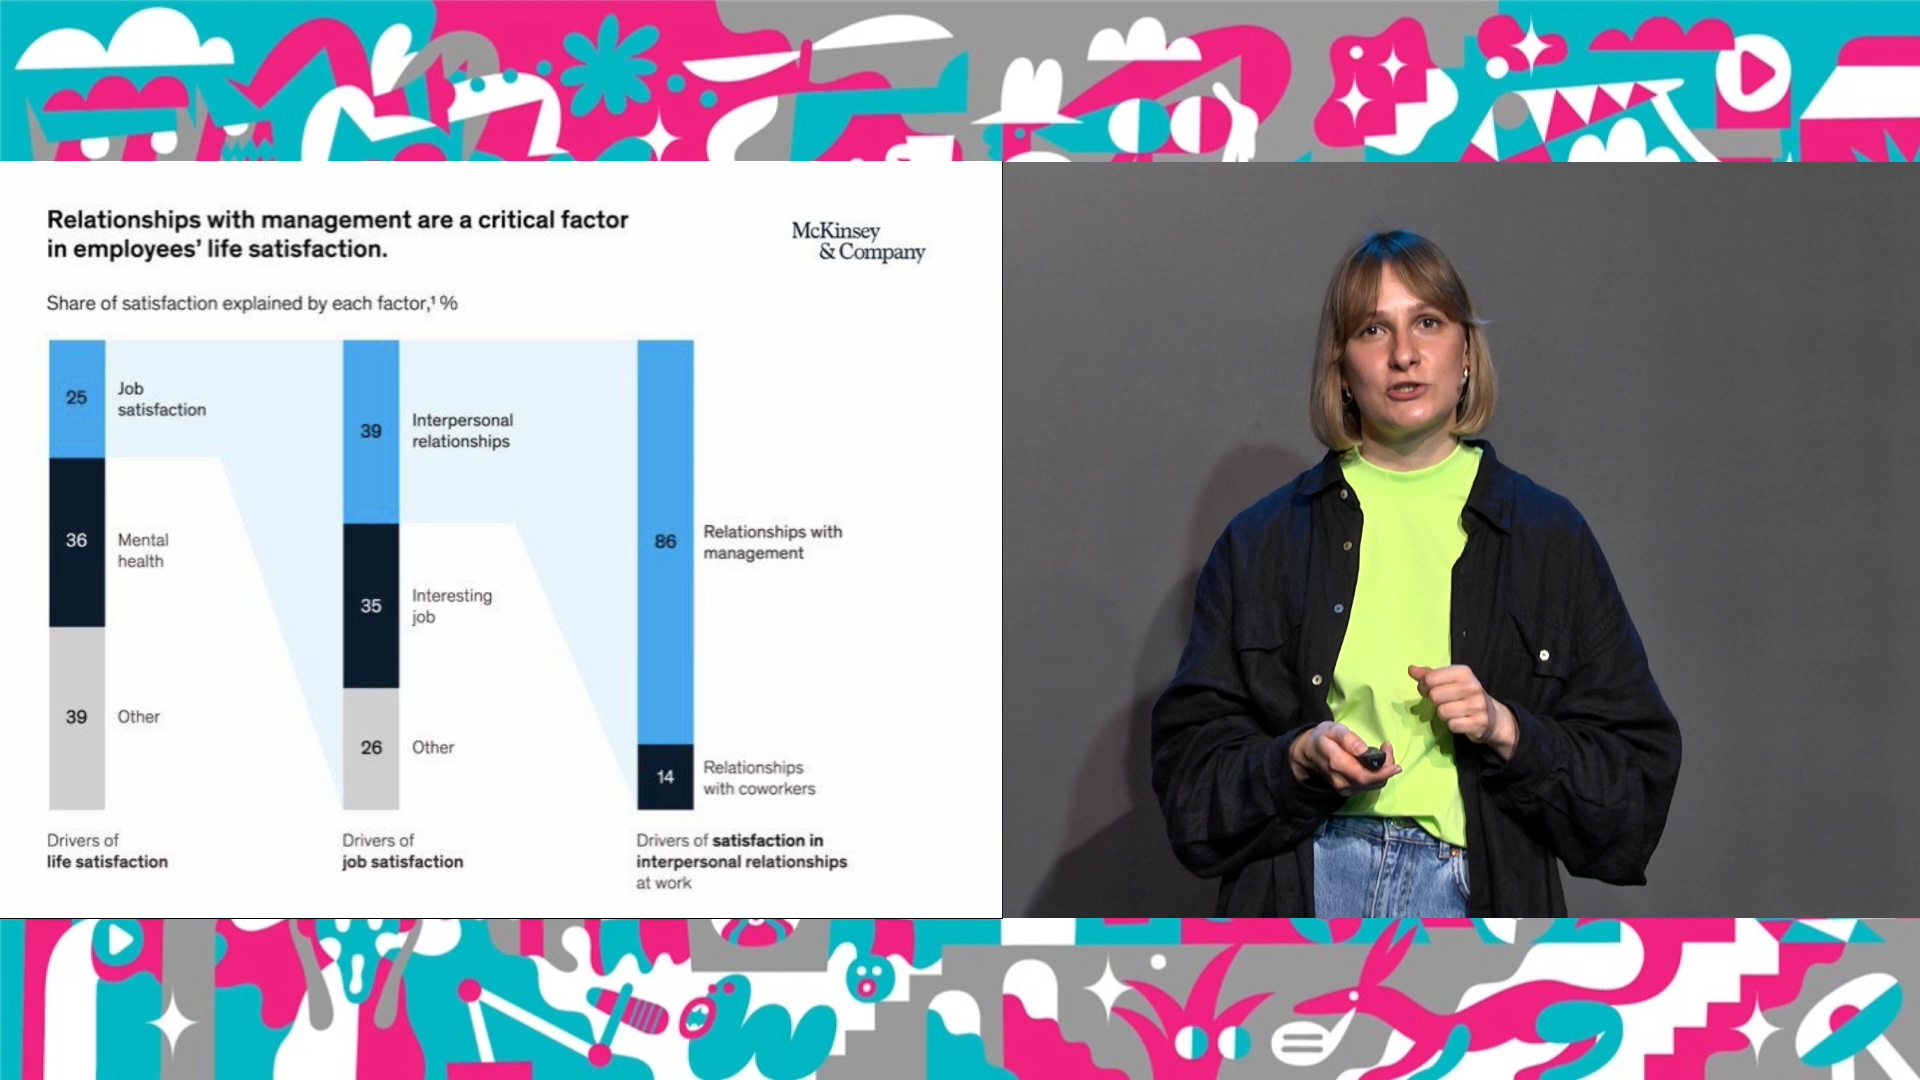 Relationships with management are a critical factor
in employees’ life satisfaction.
McKinsey
& Company
Share of satisfaction explained by each factor,¹ %
25
Job
satisfaction
36
Mental
health
39
Other
Drivers of
life satisfaction
39
Interpersonal
relationships
35
Interesting
job
26
Other
Drivers of
job satisfaction
86
Relationships with
management
14
Relationships
with coworkers
Drivers of satisfaction in
interpersonal relationships
at work